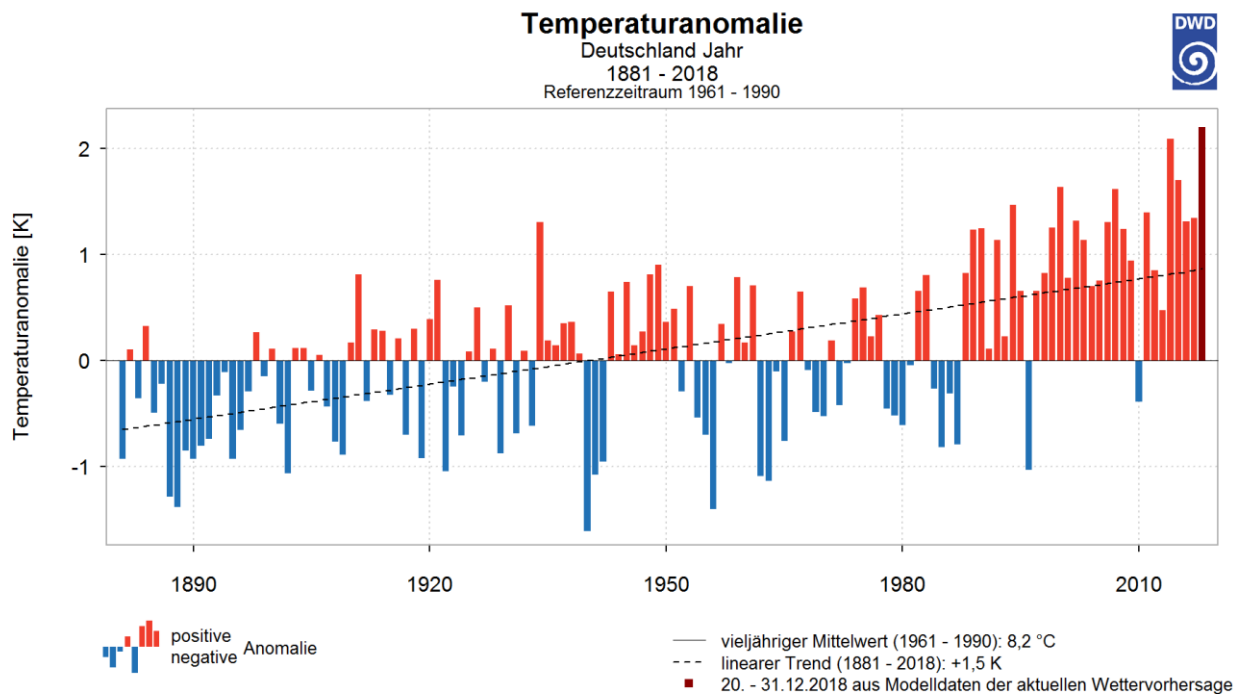 Temperaturanomalie
Deutschland Jahr
1881 - 2018
Referenzzeitraum 1961 - 1990
DWD
Temperaturanomalie [K]
2
1
0
-1
1890
1920
1950
1980
2010
positive
negative
Anomalie
vieljähriger Mittelwert (1961 - 1990): 8,2 °C
linearer Trend (1881 - 2018): +1,5 K
20. - 31.12.2018 aus Modelldaten der aktuellen Wettervorhersage